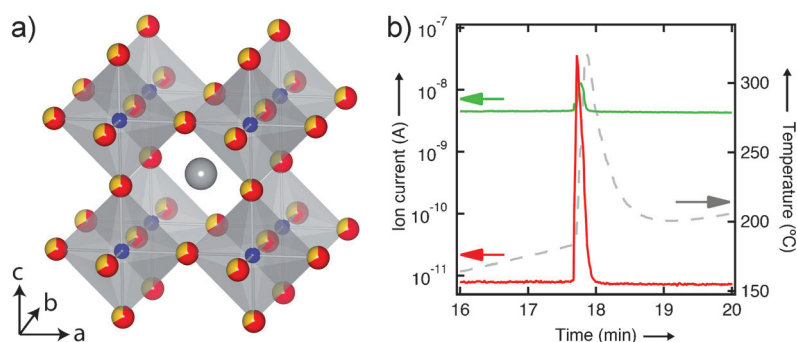 a)
c
b
a
b)
Ion current (A) ⟶
10⁻⁷
10⁻⁸
10⁻⁹
10⁻¹⁰
10⁻¹¹
16 17 18 19 20
Time (min) ⟶
300
250
200
150
Temperature (ºC)